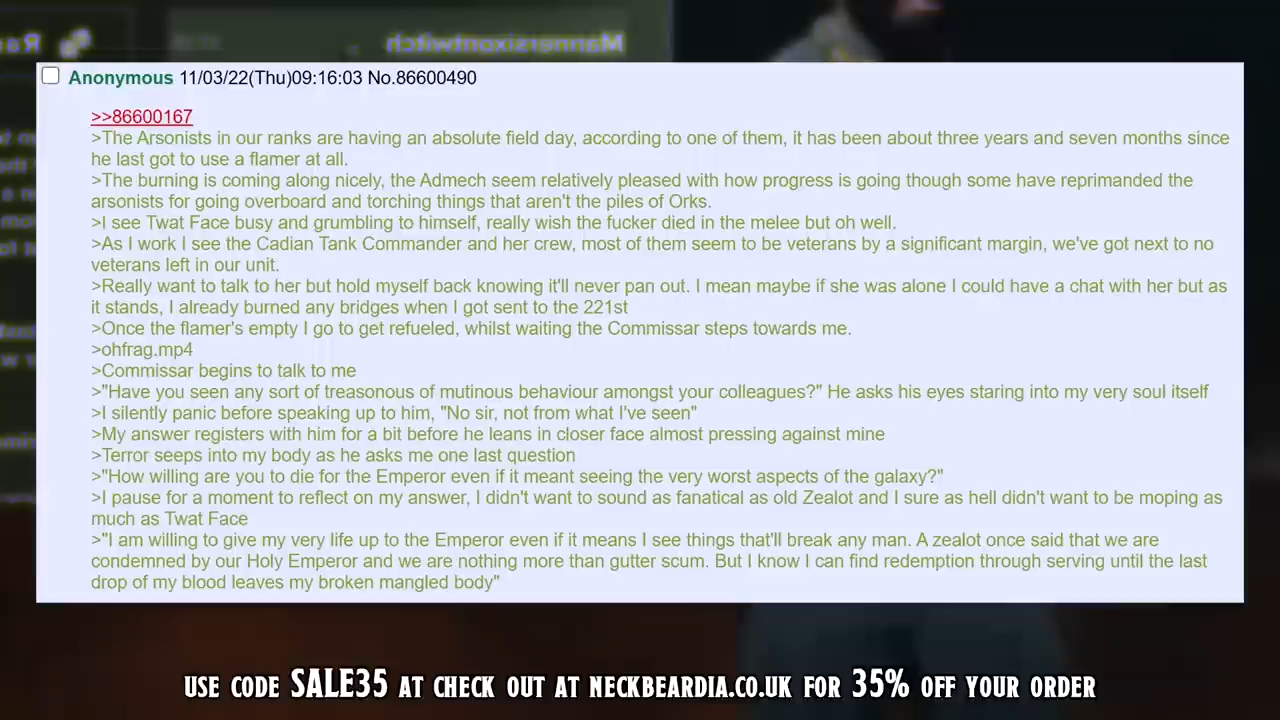 Mannersixontwitch
Anonymous 11/03/22(Thu)09:16:03 No.86600490
>>86600167
>The Arsonists in our ranks are having an absolute field day, according to one of them, it has been about three years and seven months since
he last got to use a flamer at all.
>The burning is coming along nicely, the Admech seem relatively pleased with how progress is going though some have reprimanded the
arsonists for going overboard and torching things that aren't the piles of Orks.
>I see Twat Face busy and grumbling to himself, really wish the fucker died in the melee but oh well.
>As I work I see the Cadian Tank Commander and her crew, most of them seem to be veterans by a significant margin, we've got next to no
veterans left in our unit.
>Really want to talk to her but hold myself back knowing it'll never pan out. I mean maybe if she was alone I could have a chat with her but as
it stands, I already burned any bridges when I got sent to the 221st
>Once the flamer's empty I go to get refueled, whilst waiting the Commissar steps towards me.
>ohfrag.mp4
>Commissar begins to talk to me
>"Have you seen any sort of treasonous of mutinous behaviour amongst your colleagues?" He asks his eyes staring into my very soul itself
>I silently panic before speaking up to him, "No sir, not from what I've seen"
>My answer registers with him for a bit before he leans in closer face almost pressing against mine
>Terror seeps into my body as he asks me one last question
>"How willing are you to die for the Emperor even if it meant seeing the very worst aspects of the galaxy?"
>I pause for a moment to reflect on my answer, I didn't want to sound as fanatical as old Zealot and I sure as hell didn't want to be moping as
much as Twat Face
>"I am willing to give my very life up to the Emperor even if it means I see things that'll break any man. A zealot once said that we are
condemned by our Holy Emperor and we are nothing more than gutter scum. But I know I can find redemption through serving until the last
drop of my blood leaves my broken mangled body"
USE CODE SALE35 AT CHECK OUT AT NECKBEARDIA.CO.UK FOR 35% OFF YOUR ORDER